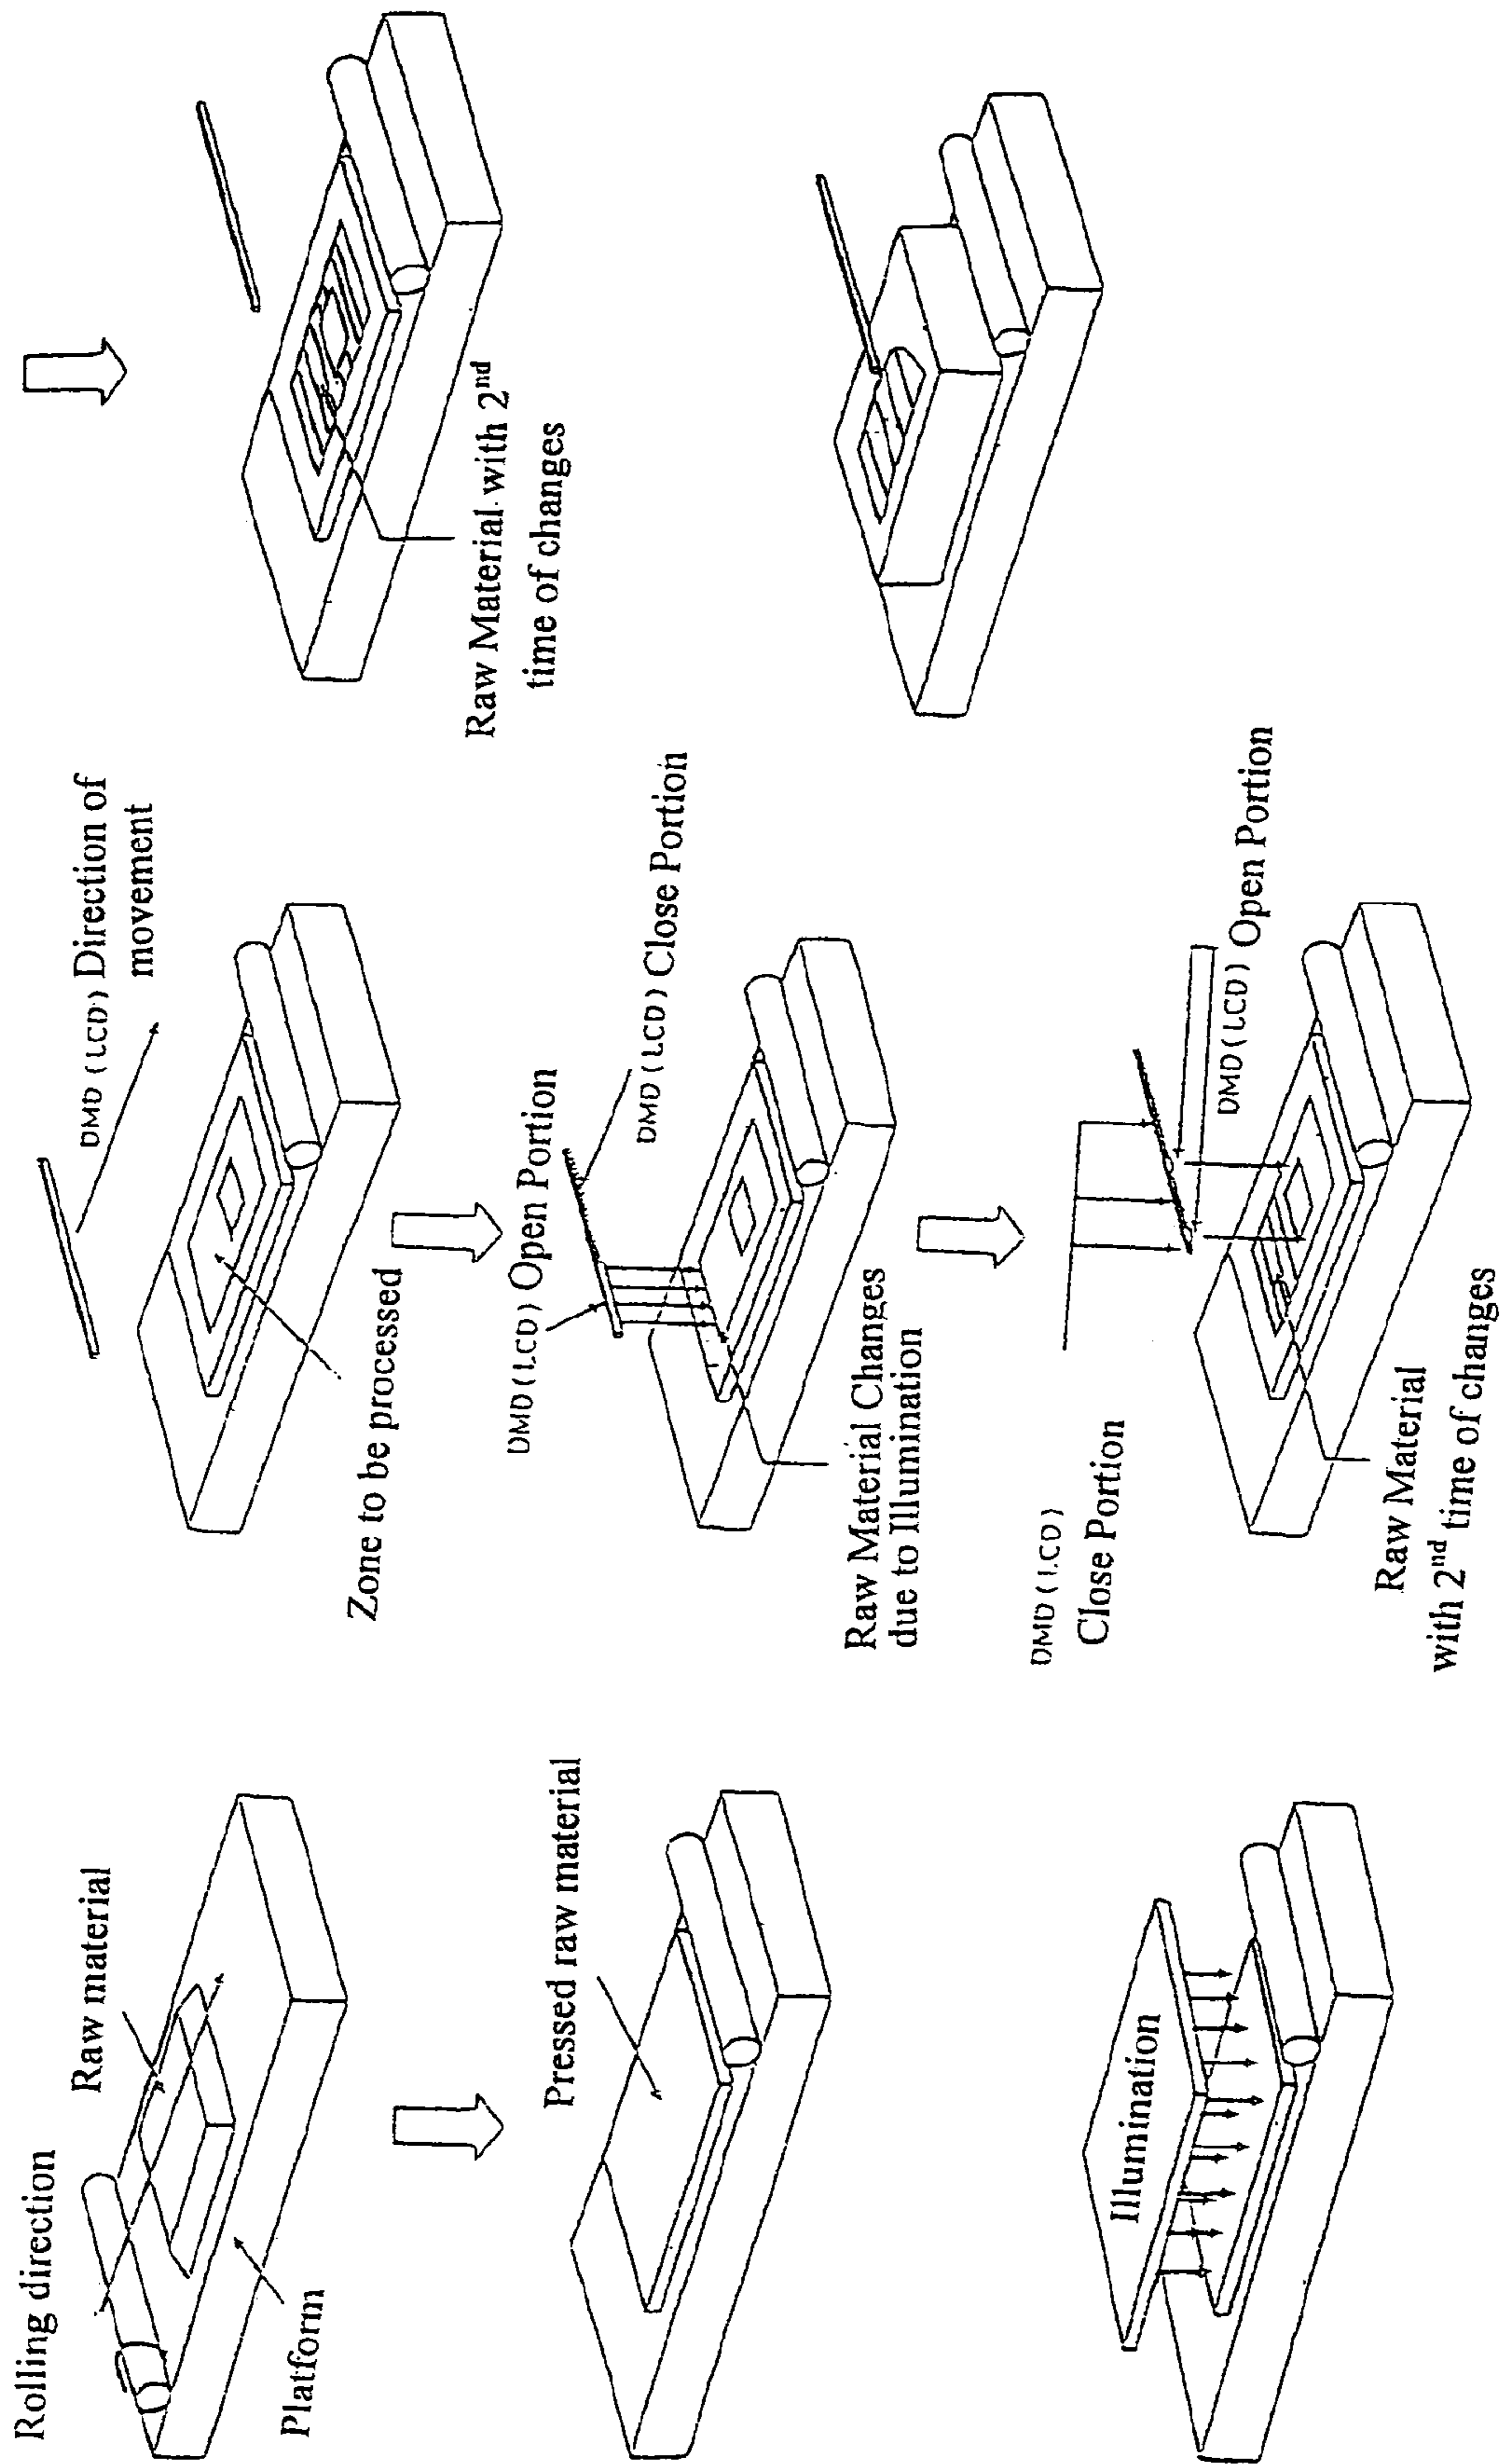 Rolling direction
Raw material
Platform
Pressed raw material
Illumination
DMD (LCD) Direction of
movement
Zone to be processed
DMD (LCD) Open Portion
DMD (LCD) Close Portion
Raw Material Changes
due to Illumination
DMD (LCD)
Close Portion
DMD (LCD) Open Portion
Raw Material
with 2nd time of changes
Raw Material with 2nd
time of changes